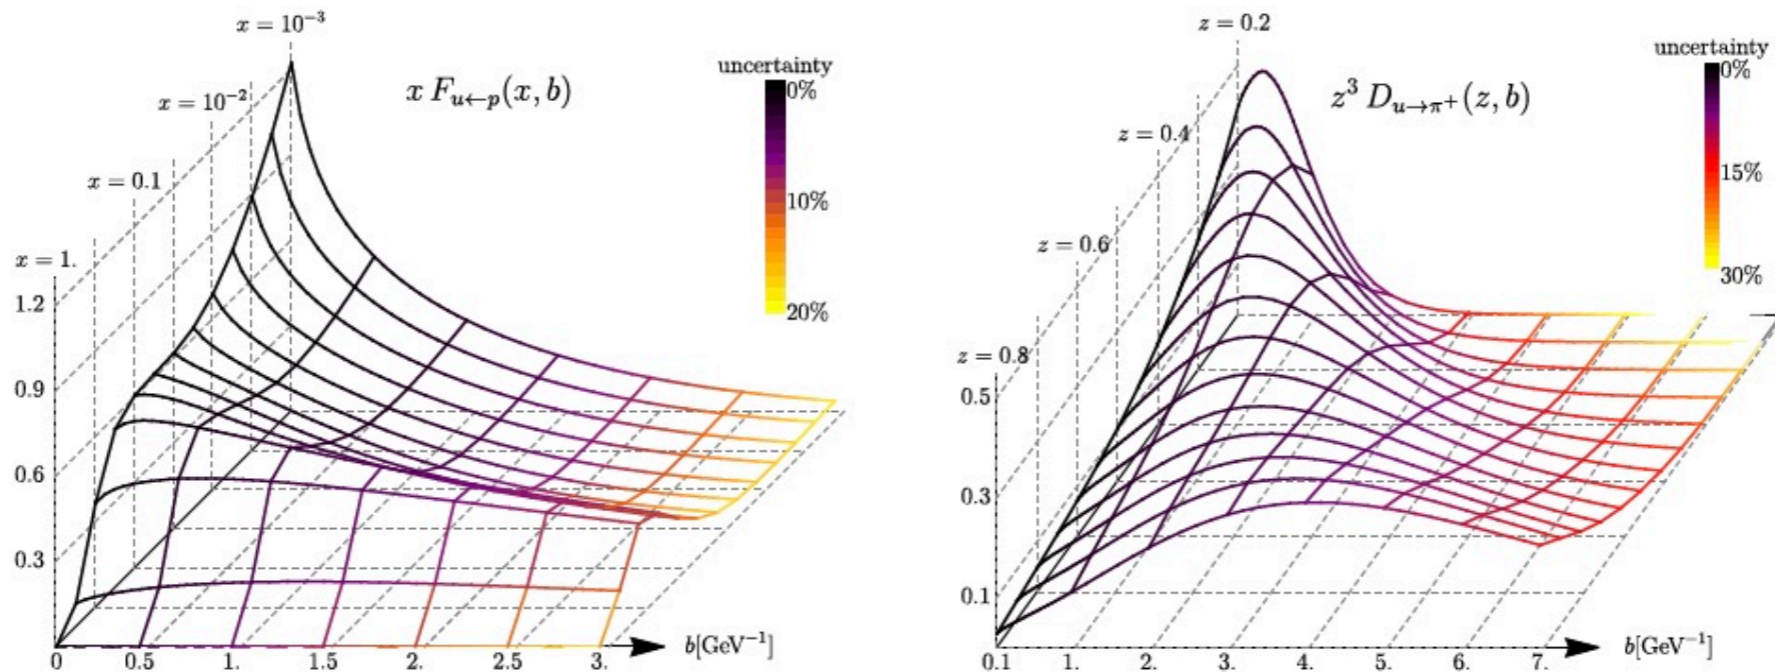 x = 10⁻³
x = 10⁻²
x = 0.1
x = 1.
x F_{u←p}(x, b)
uncertainty
0%
10%
20%
1.2
0.9
0.6
0.3
0 0.5 1. 1.5 2. 2.5 3.
b[GeV⁻¹]
z = 0.2
z = 0.4
z = 0.6
z = 0.8
z³ D_{u→π⁺}(z, b)
uncertainty
0%
15%
30%
0.5
0.3
0.1
0.1 1. 2. 3. 4. 5. 6. 7.
b[GeV⁻¹]